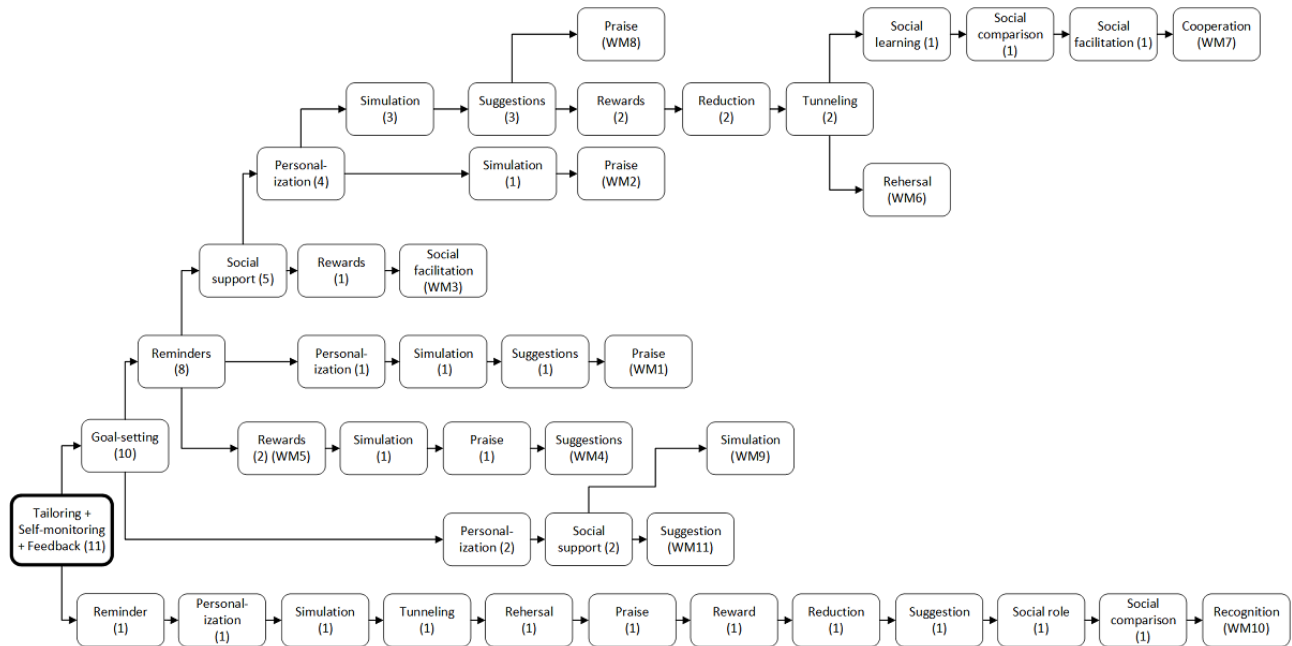 Praise
(WM8)
Social
learning (1)
Social
comparison
(1)
Social
facilitation (1)
Cooperation
(WM7)
Simulation
(3)
Suggestions
(3)
Rewards
(2)
Reduction
(2)
Tunneling
(2)
Personal-
ization (4)
Simulation
(1)
Praise
(WM2)
Rehersal
(WM6)
Social
support (5)
Rewards
(1)
Social
facilitation
(WM3)
Reminders
(8)
Personal-
ization (1)
Simulation
(1)
Suggestions
(1)
Praise
(WM1)
Goal-setting
(10)
Rewards
(2) (WM5)
Simulation
(1)
Praise
(1)
Suggestions
(WM4)
Simulation
(WM9)
Tailoring +
Self-monitoring
+ Feedback (11)
Personal-
ization (2)
Social
support (2)
Suggestion
(WM11)
Reminder
(1)
Personal-
ization
(1)
Simulation
(1)
Tunneling
(1)
Rehersal
(1)
Praise
(1)
Reward
(1)
Reduction
(1)
Suggestion
(1)
Social role
(1)
Social
comparison
(1)
Recognition
(WM10)